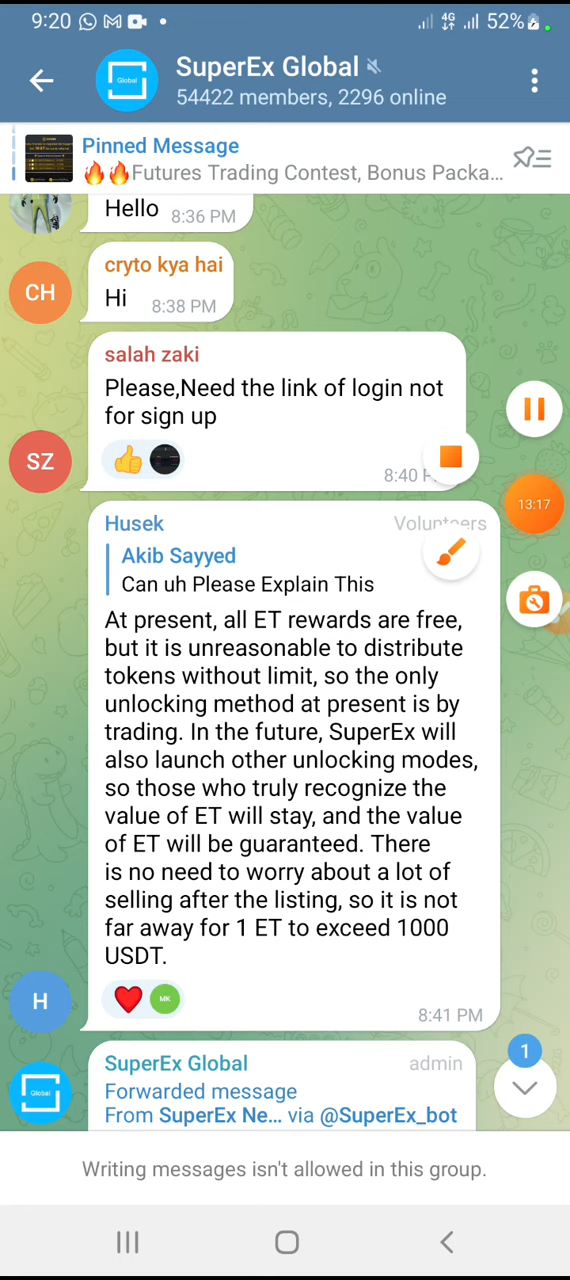 9:20 4G 52%
Global
SuperEx Global
54422 members, 2296 online
Pinned Message
🔥🔥Futures Trading Contest, Bonus Packa...
Hello 8:36 PM
CH
cryto kya hai
Hi 8:38 PM
salah zaki
Please,Need the link of login not
for sign up
SZ
👍
8:40
13:17
Husek Volunteers
Akib Sayyed
Can uh Please Explain This
At present, all ET rewards are free,
but it is unreasonable to distribute
tokens without limit, so the only
unlocking method at present is by
trading. In the future, SuperEx will
also launch other unlocking modes,
so those who truly recognize the
value of ET will stay, and the value
of ET will be guaranteed. There
is no need to worry about a lot of
selling after the listing, so it is not
far away for 1 ET to exceed 1000
USDT.
H
❤️ MK
8:41 PM
1
Global
SuperEx Global admin
Forwarded message
From SuperEx Ne... via @SuperEx_bot
Writing messages isn't allowed in this group.